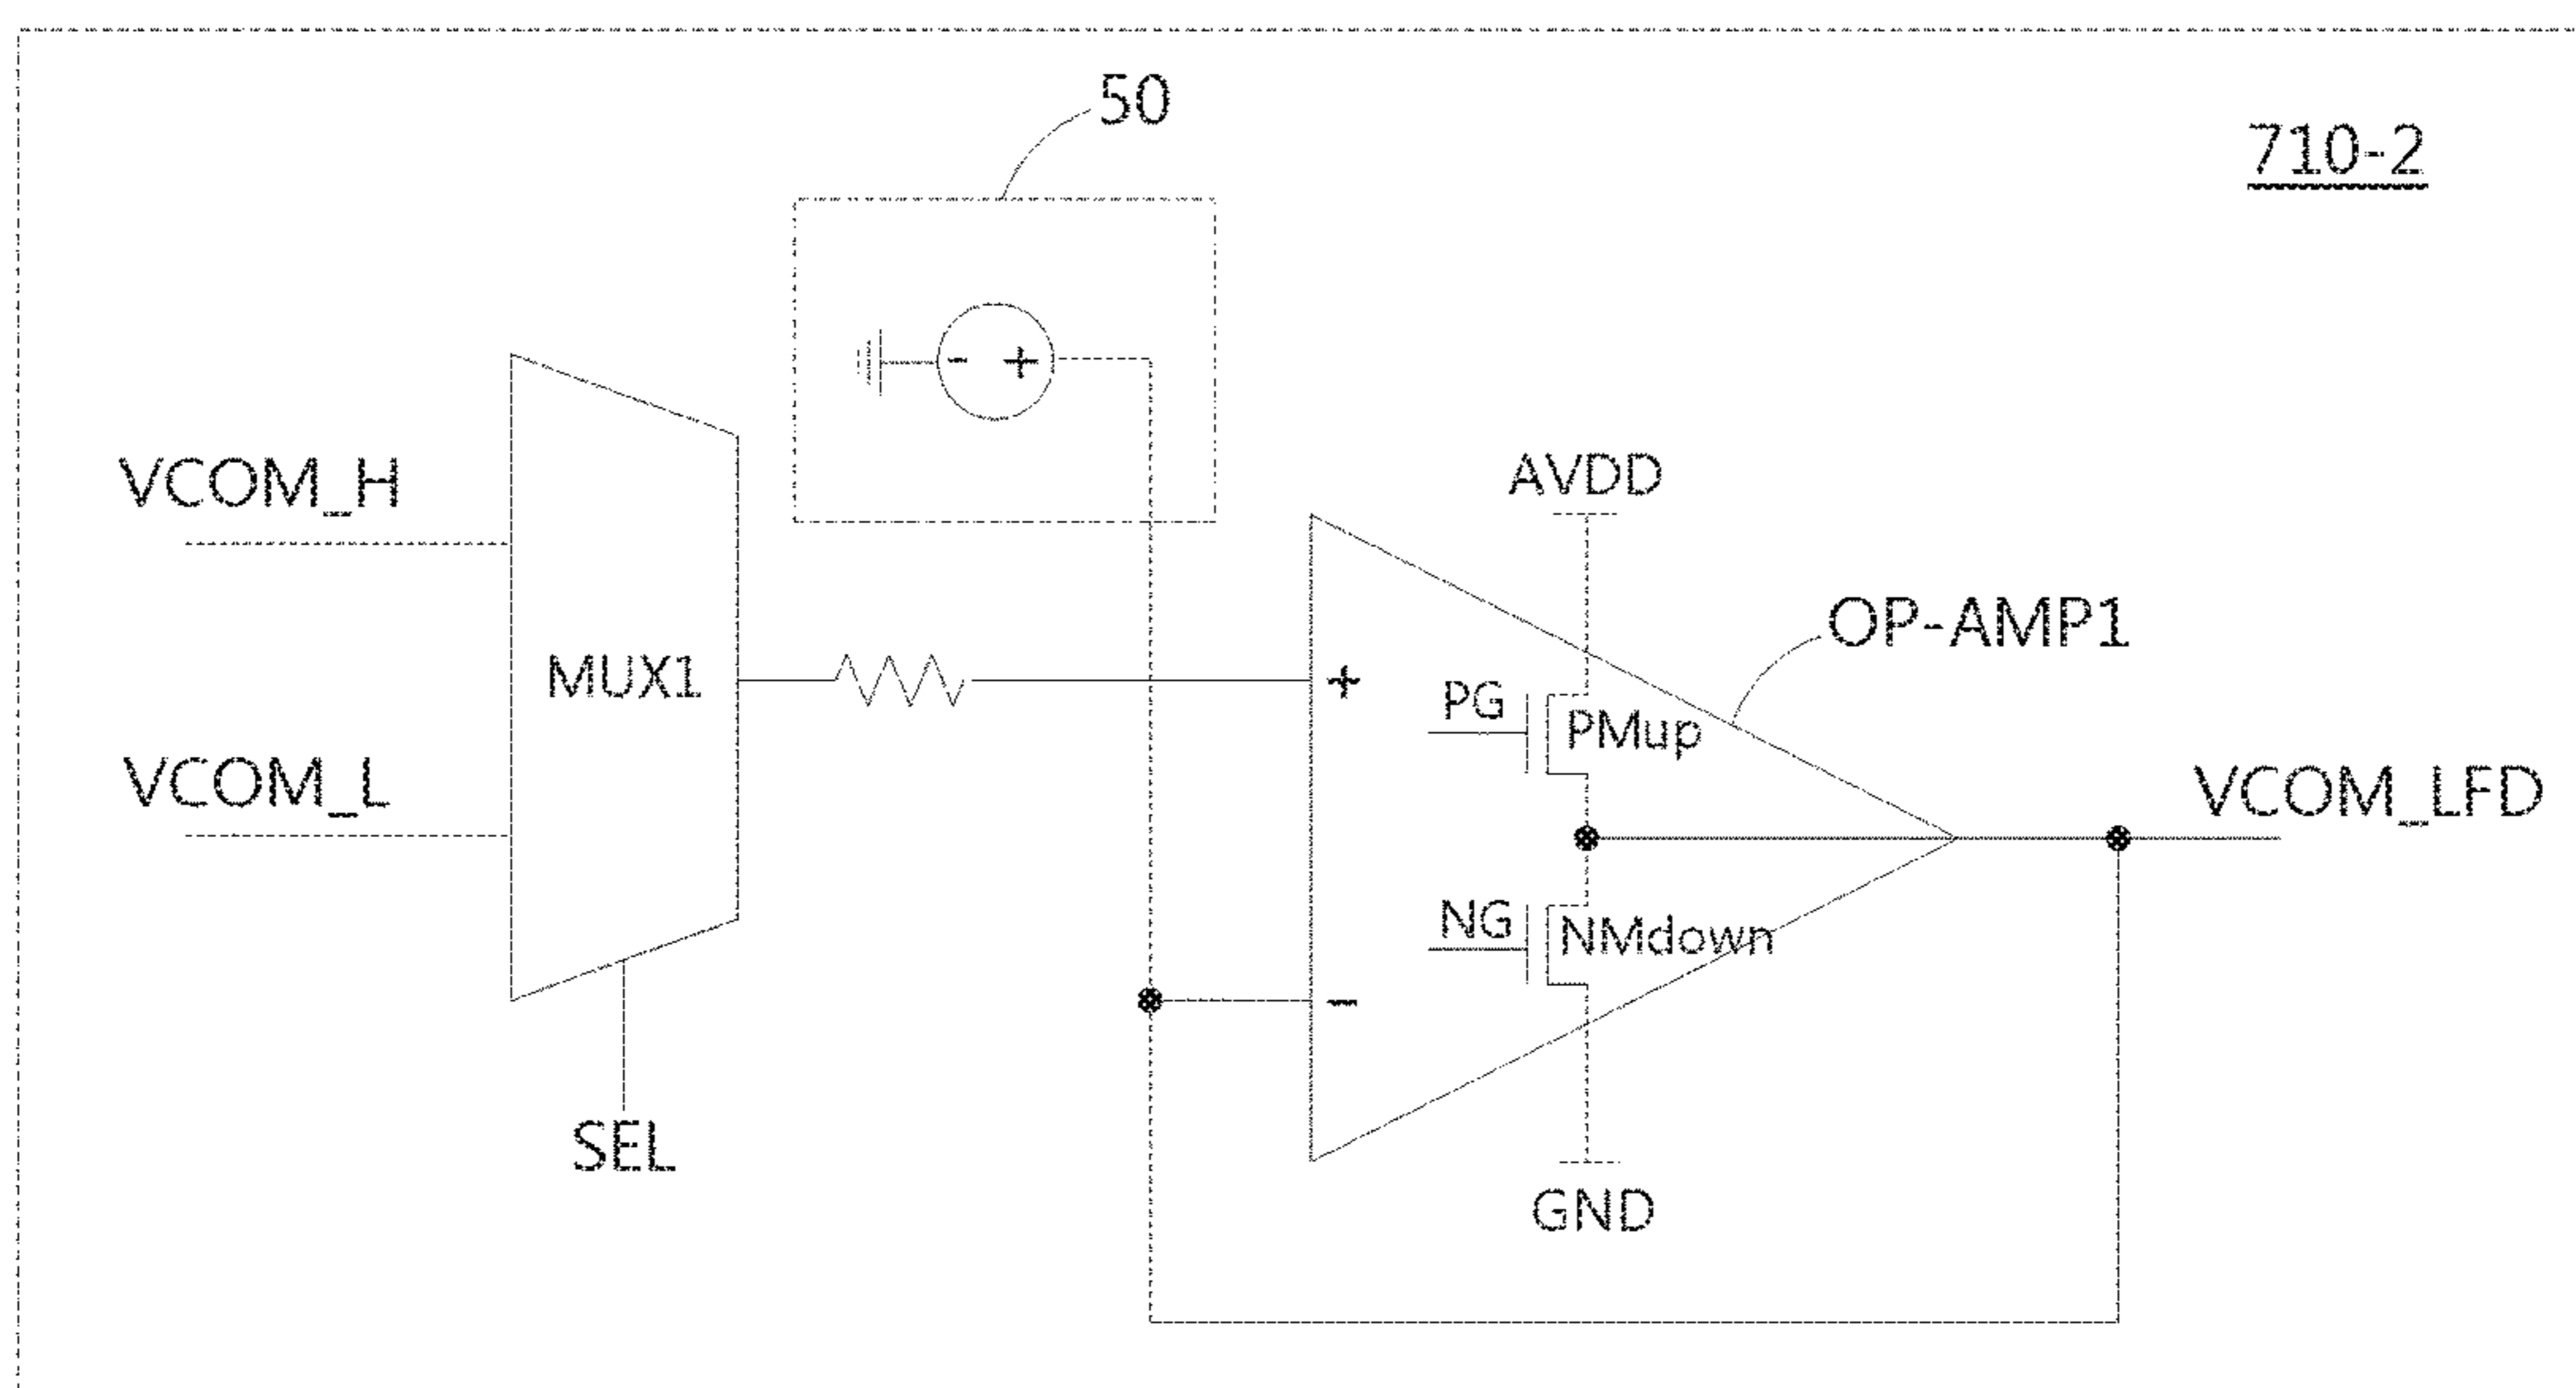 50
710-2
VCOM_H
AVDD
OP-AMP1
MUX1
+
-
+
PG
PMup
VCOM_L
VCOM_LFD
NG
NMdown
-
SEL
GND